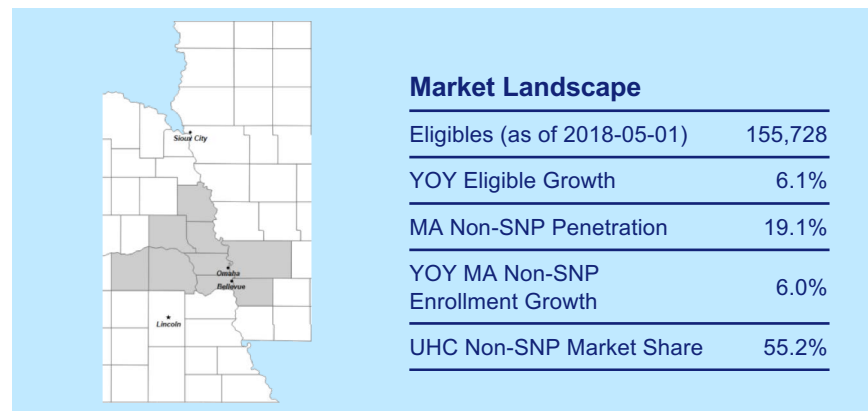 Sioux City
Omaha
Bellevue
Lincoln
Market Landscape
Eligibles (as of 2018-05-01) 155,728
YOY Eligible Growth 6.1%
MA Non-SNP Penetration 19.1%
YOY MA Non-SNP
Enrollment Growth 6.0%
UHC Non-SNP Market Share 55.2%